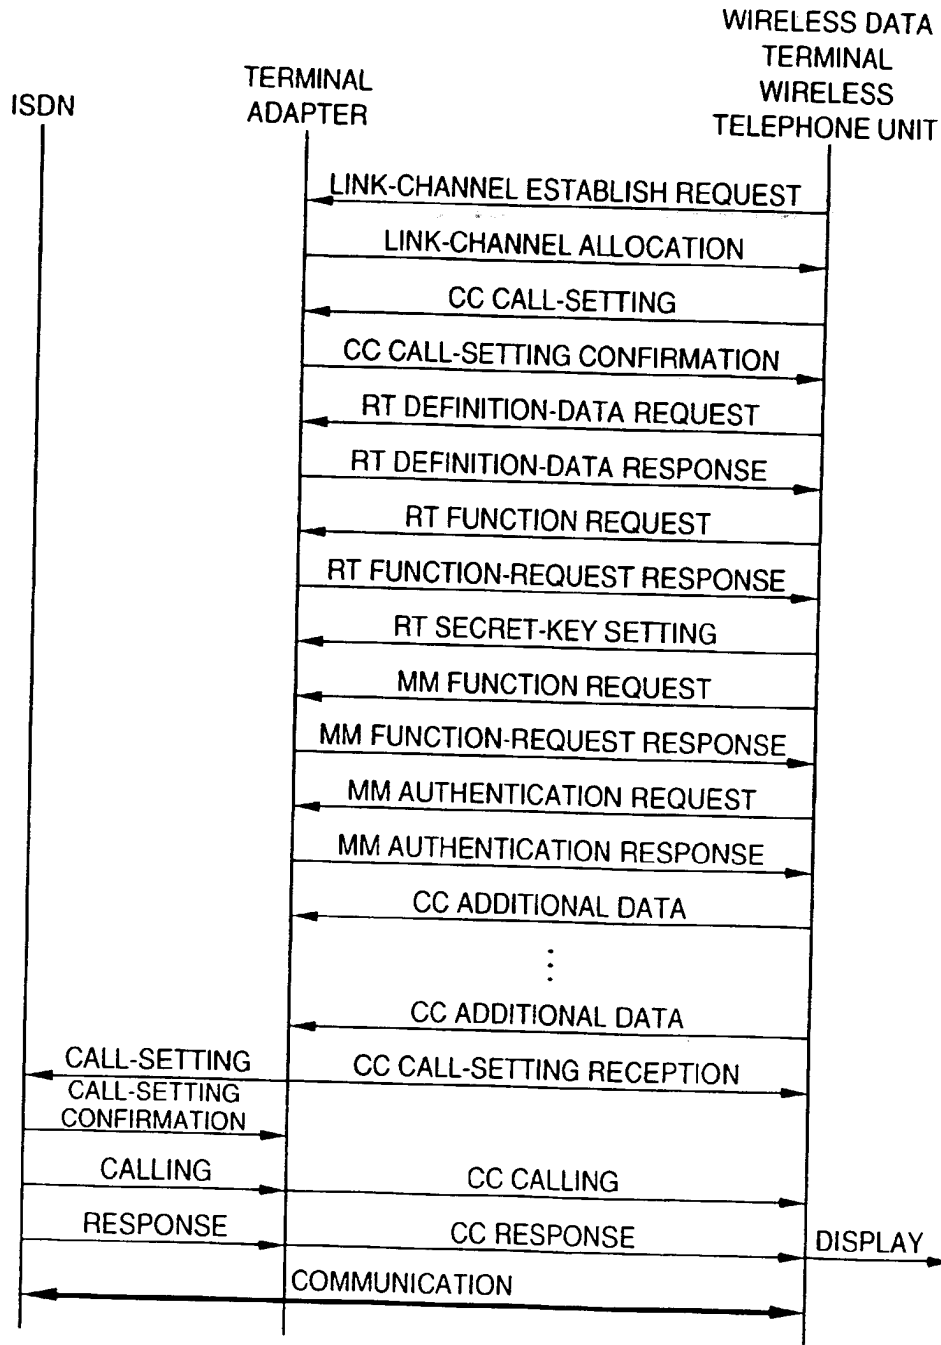 WIRELESS DATA
TERMINAL
WIRELESS
TELEPHONE UNIT
TERMINAL
ADAPTER
ISDN
LINK-CHANNEL ESTABLISH REQUEST
LINK-CHANNEL ALLOCATION
CC CALL-SETTING
CC CALL-SETTING CONFIRMATION
RT DEFINITION-DATA REQUEST
RT DEFINITION-DATA RESPONSE
RT FUNCTION REQUEST
RT FUNCTION-REQUEST RESPONSE
RT SECRET-KEY SETTING
MM FUNCTION REQUEST
MM FUNCTION-REQUEST RESPONSE
MM AUTHENTICATION REQUEST
MM AUTHENTICATION RESPONSE
CC ADDITIONAL DATA
CC ADDITIONAL DATA
CALL-SETTING
CC CALL-SETTING RECEPTION
CALL-SETTING
CONFIRMATION
CALLING
CC CALLING
RESPONSE
CC RESPONSE
DISPLAY
COMMUNICATION